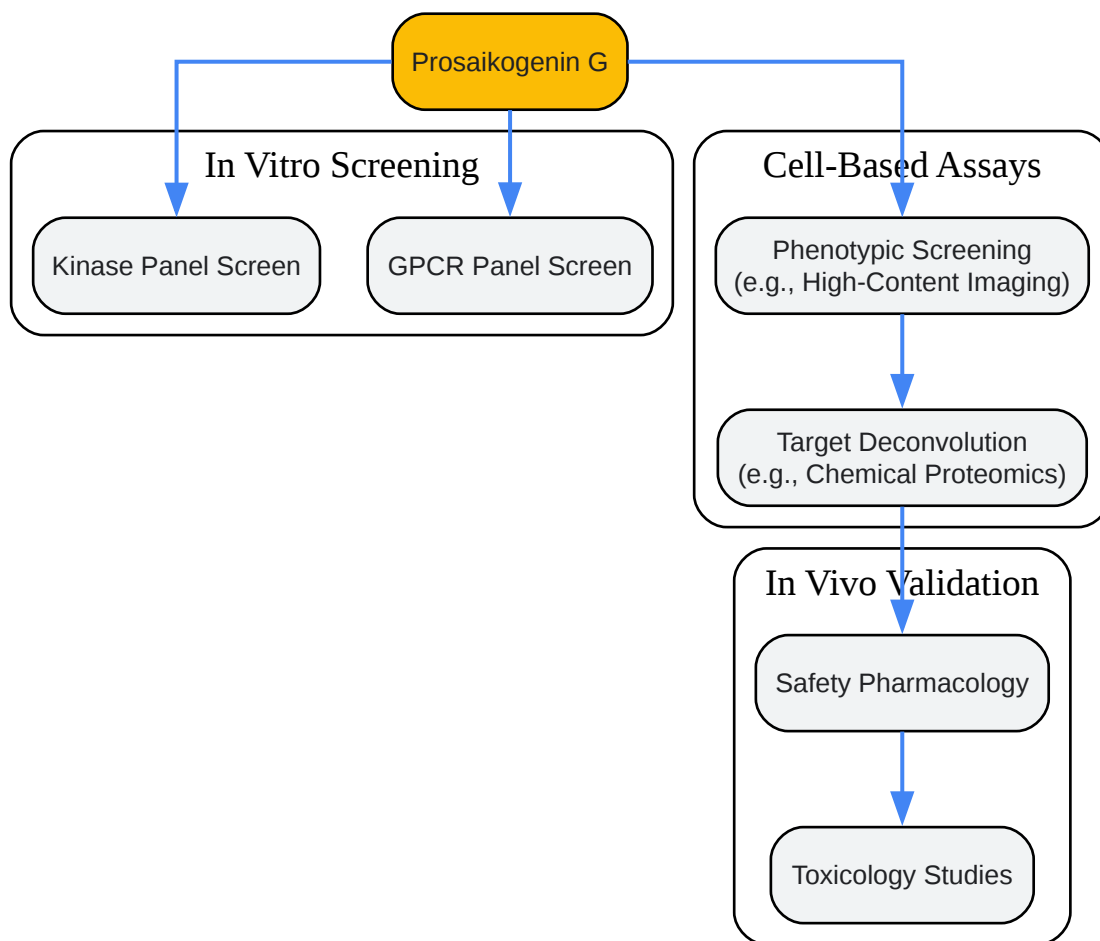 Prosaikogenin G
In Vitro Screening
Kinase Panel Screen
GPCR Panel Screen
Cell-Based Assays
Phenotypic Screening
(e.g., High-Content Imaging)
Target Deconvolution
(e.g., Chemical Proteomics)
In Vivo Validation
Safety Pharmacology
Toxicology Studies